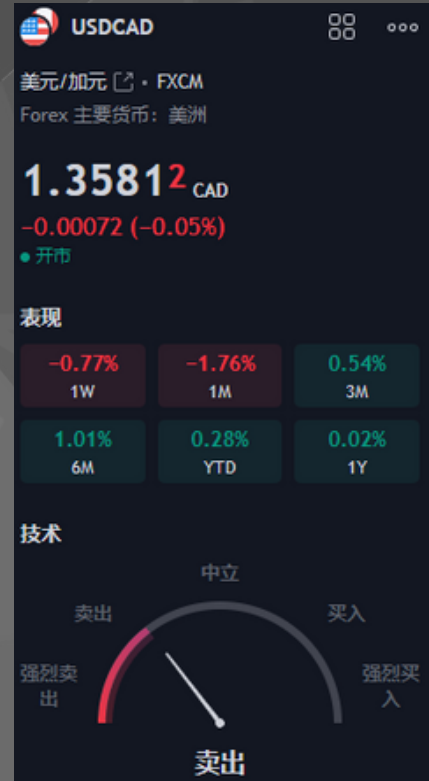 USDCAD
美元/加元 · FXCM
Forex 主要货币：美洲
1.35812 CAD
−0.00072 (−0.05%)
开市
表现
−0.77% −1.76% 0.54%
1W 1M 3M
1.01% 0.28% 0.02%
6M YTD 1Y
技术
中立
卖出 买入
强烈卖出 强烈买入
卖出